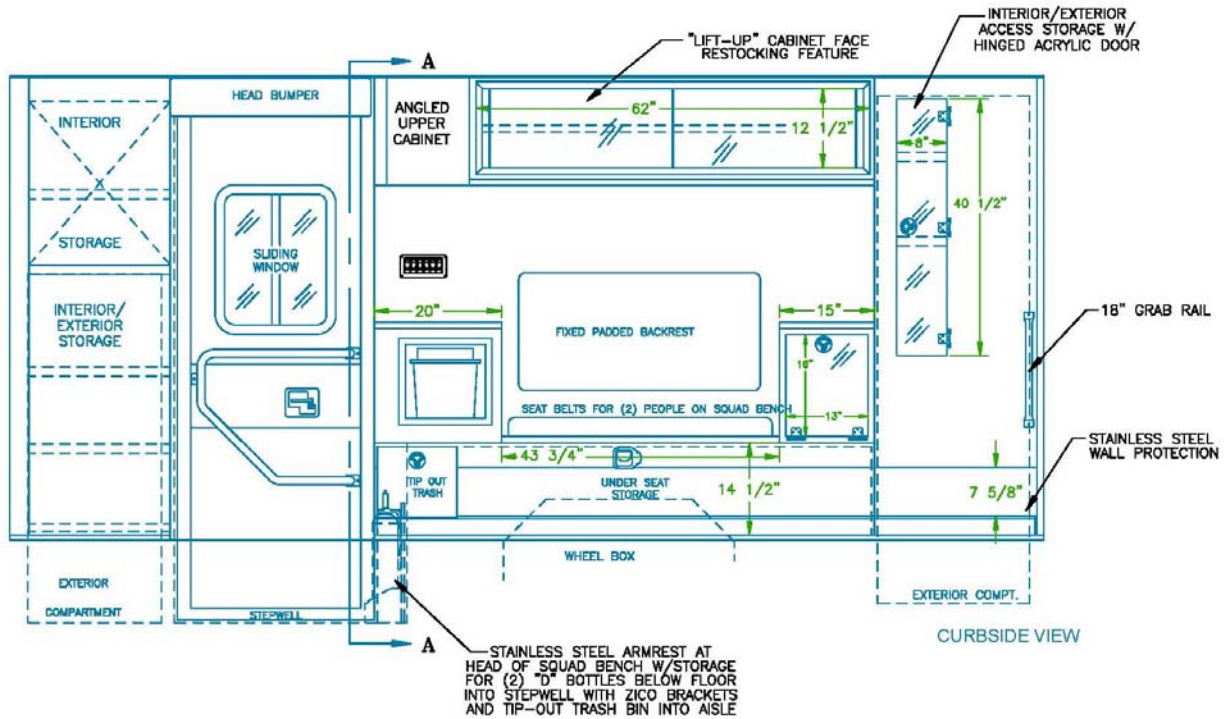 INTERIOR/EXTERIOR
ACCESS STORAGE W/
HINGED ACRYLIC DOOR
"LIFT-UP" CABINET FACE
RESTOCKING FEATURE
A
HEAD BUMPER
ANGLED
UPPER
CABINET
62"
12 1/2"
INTERIOR
STORAGE
8"
40 1/2"
SLIDING
WINDOW
INTERIOR/
EXTERIOR
STORAGE
20"
15"
18" GRAB RAIL
FIXED PADDED BACKREST
13"
SEAT BELTS FOR (2) PEOPLE ON SQUAD BENCH
43 3/4"
TIP OUT
TRASH
UNDER SEAT
STORAGE
14 1/2"
7 5/8"
STAINLESS STEEL
WALL PROTECTION
WHEEL BOX
EXTERIOR
COMPARTMENT
STEPWELL
EXTERIOR COMPT.
A
CURBSIDE VIEW
STAINLESS STEEL ARMREST AT
HEAD OF SQUAD BENCH W/STORAGE
FOR (2) "D" BOTTLES BELOW FLOOR
INTO STEPWELL WITH ZICO BRACKETS
AND TIP-OUT TRASH BIN INTO AISLE